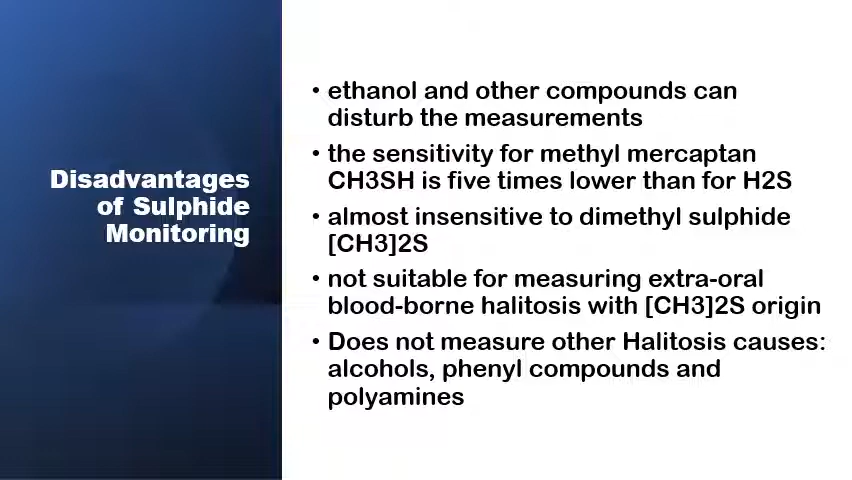 Disadvantages
of Sulphide
Monitoring
• ethanol and other compounds can
disturb the measurements
• the sensitivity for methyl mercaptan
CH3SH is five times lower than for H2S
• almost insensitive to dimethyl sulphide
[CH3]2S
• not suitable for measuring extra-oral
blood-borne halitosis with [CH3]2S origin
• Does not measure other Halitosis causes:
alcohols, phenyl compounds and
polyamines